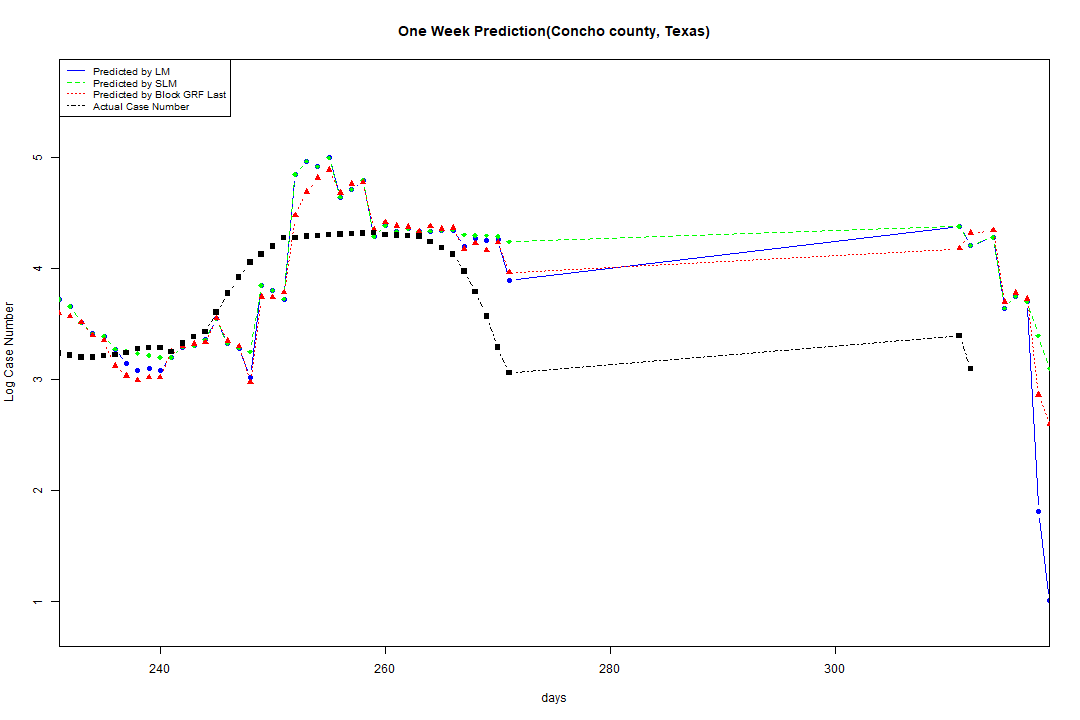 One Week Prediction(Concho county, Texas)
Predicted by LM
Predicted by SLM
Predicted by Block GRF Last
Actual Case Number
5
4
3
2
1
Log Case Number
240 260 280 300
days